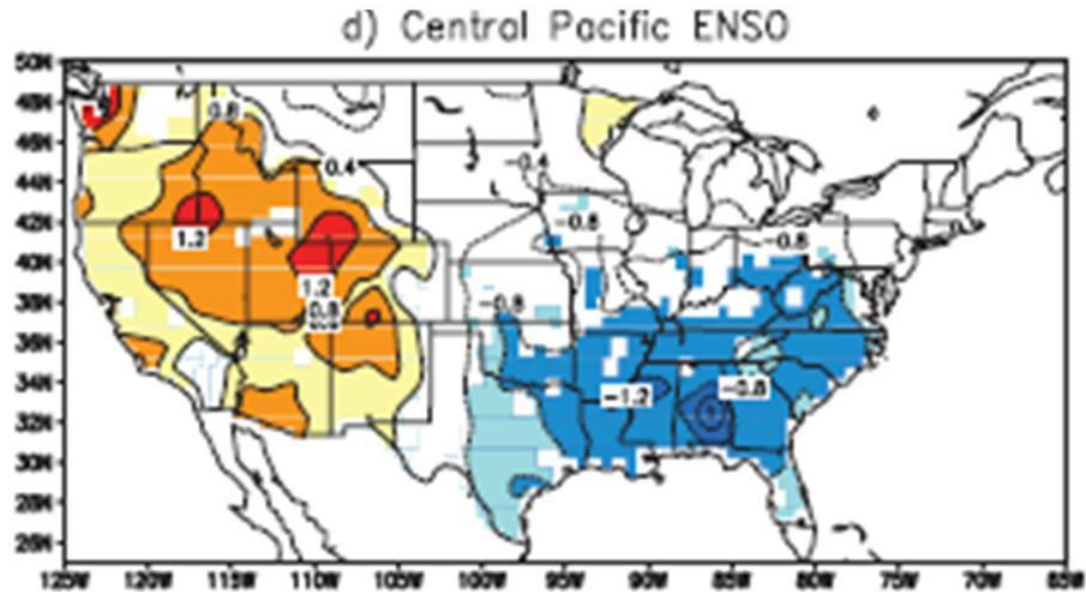 d) Central Pacific ENSO
50N
48N
46N
44N
42N
40N
38N
36N
34N
32N
30N
28N
26N
0.8
0.4
-0.4
1.2
-0.8
-0.8
1.2
0.8
-0.8
-1.2
-0.8
125W 120W 115W 110W 105W 100W 95W 90W 85W 80W 75W 70W 65W